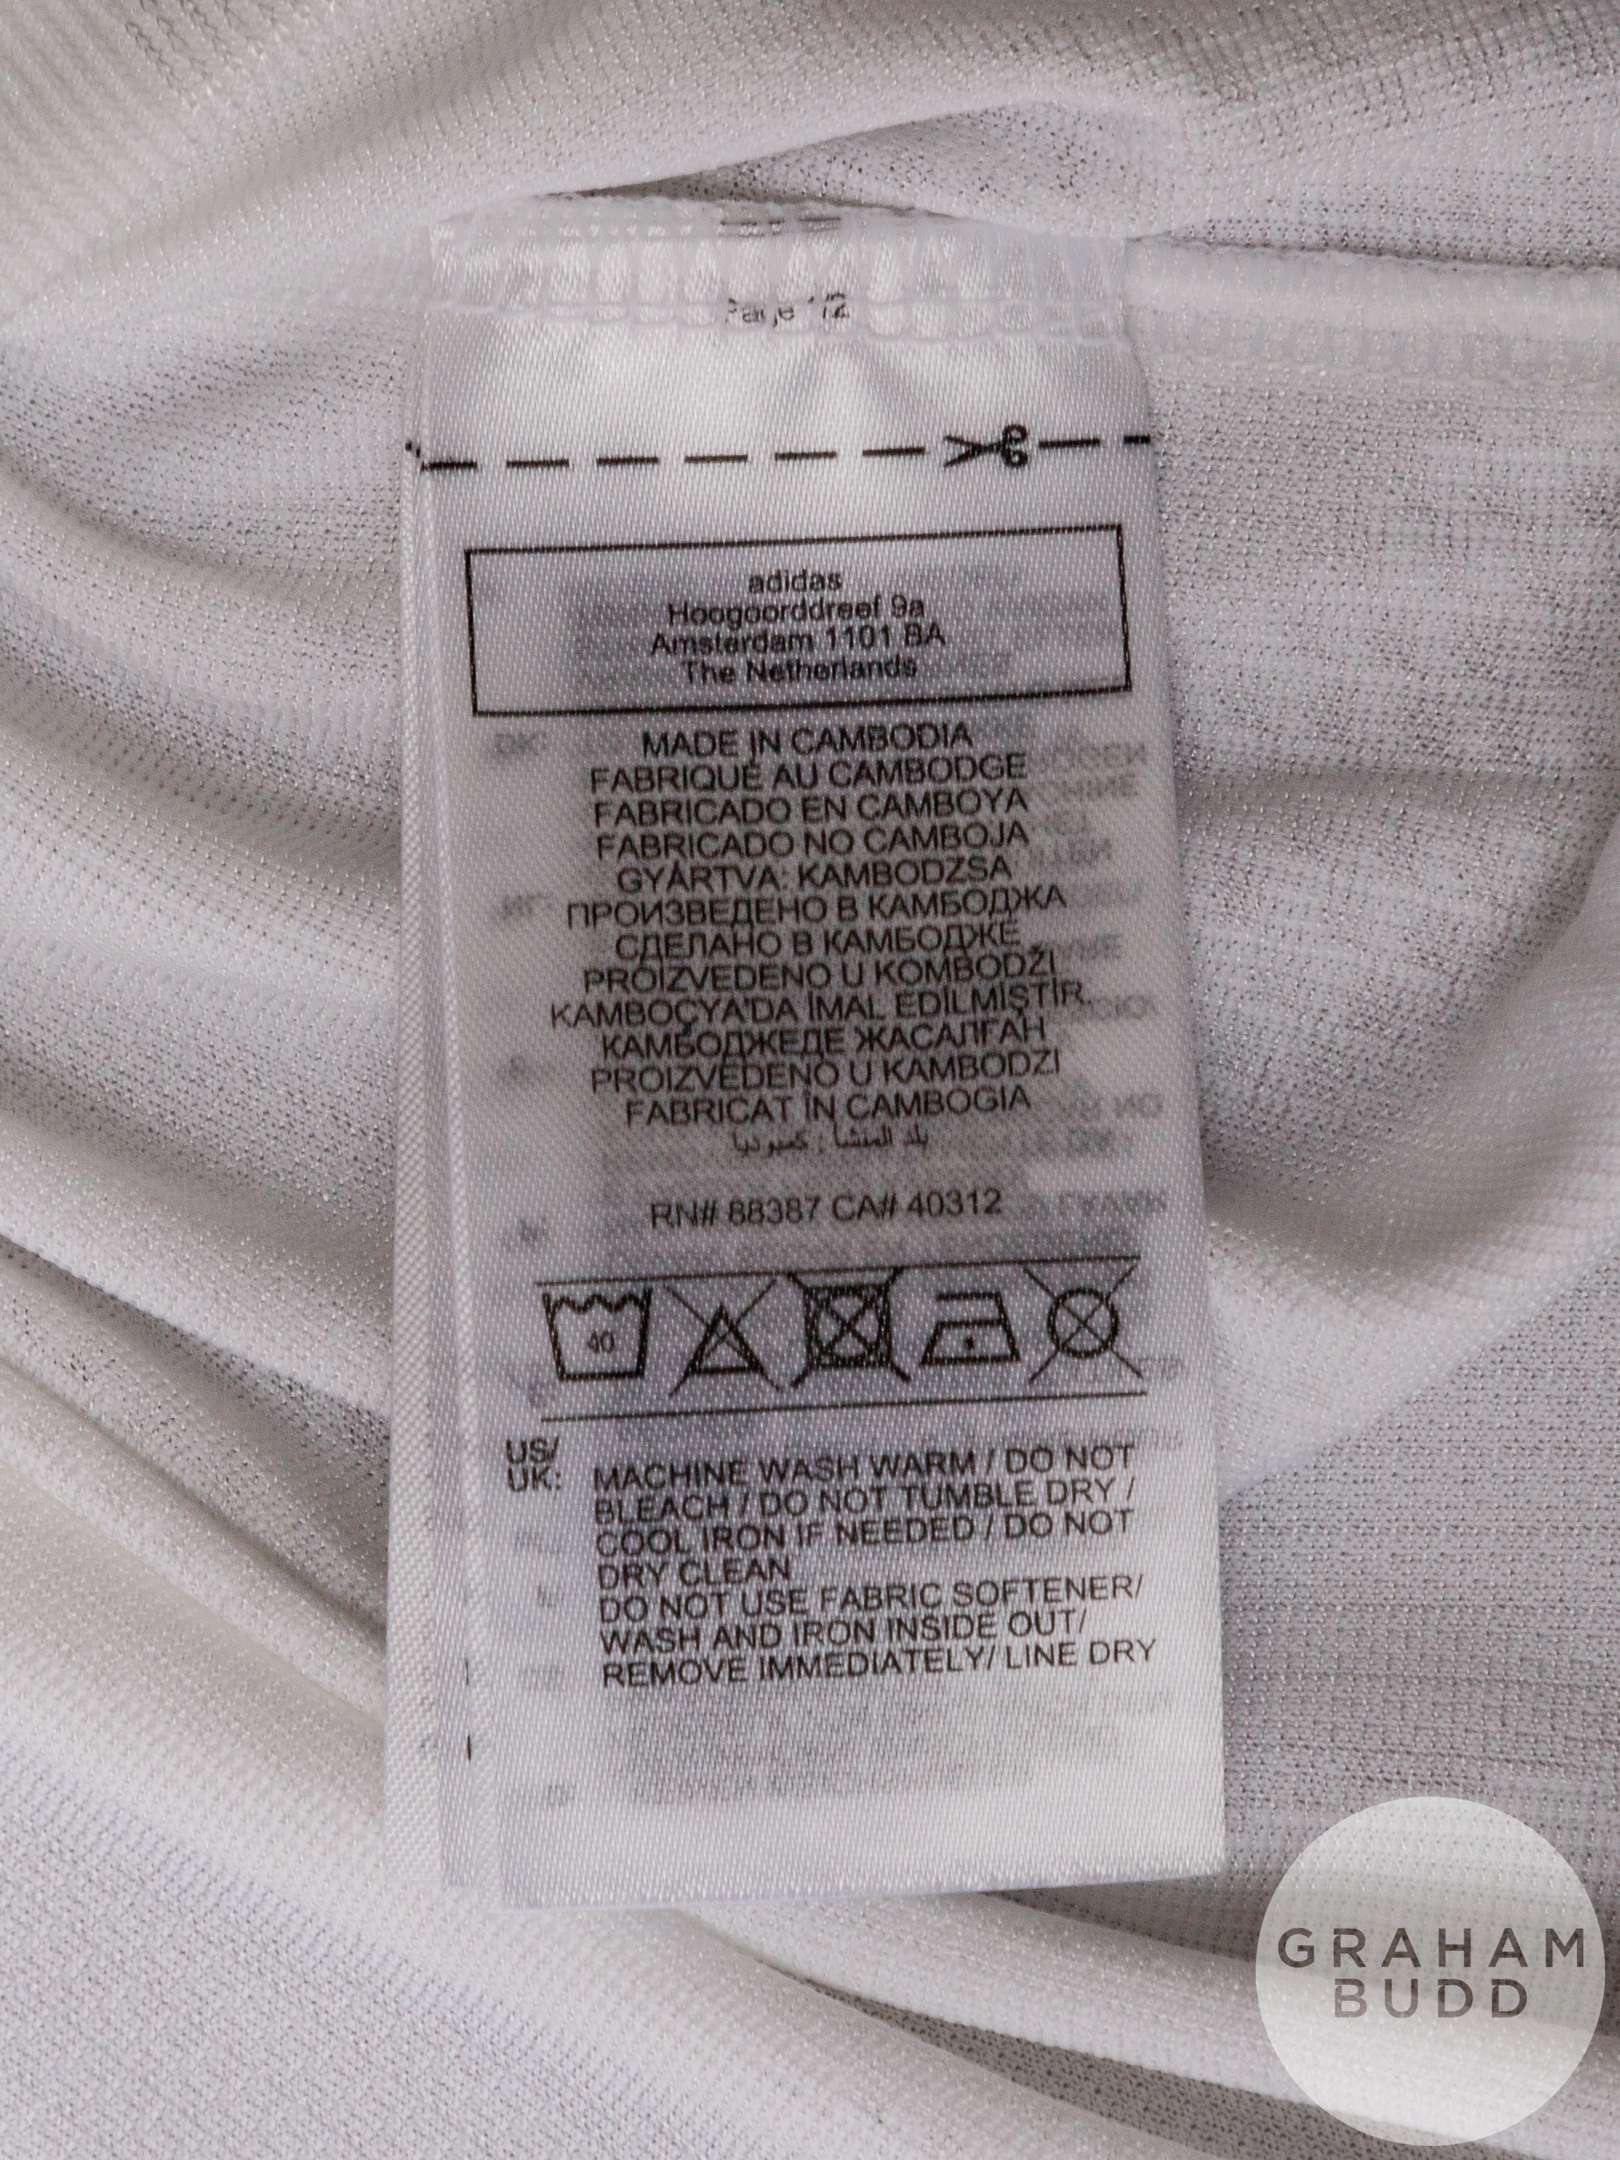 Page 1/2
adidas
Hoogoorddreef 9a
Amsterdam 1101 BA
The Netherlands
MADE IN CAMBODIA
FABRIQUÉ AU CAMBODGE
FABRICADO EN CAMBOYA
FABRICADO NO CAMBOJA
GYÁRTVA: KAMBODZSA
ПРОИЗВЕДЕНО В КАМБОДЖА
СДЕЛАНО В КАМБОДЖЕ
PROIZVEDENO U KOMBODŽI
KAMBOÇYA'DA İMAL EDİLMİŞTİR.
КАМБОДЖЕДЕ ЖАСАЛҒАН
PROIZVEDENO U KAMBODZI
FABRICAT ÎN CAMBOGIA
بلد المنشأ : كمبوديا
RN# 88387 CA# 40312
40
US/
UK: MACHINE WASH WARM / DO NOT
BLEACH / DO NOT TUMBLE DRY /
COOL IRON IF NEEDED / DO NOT
DRY CLEAN
DO NOT USE FABRIC SOFTENER/
WASH AND IRON INSIDE OUT/
REMOVE IMMEDIATELY/ LINE DRY
GRAHAM
BUDD